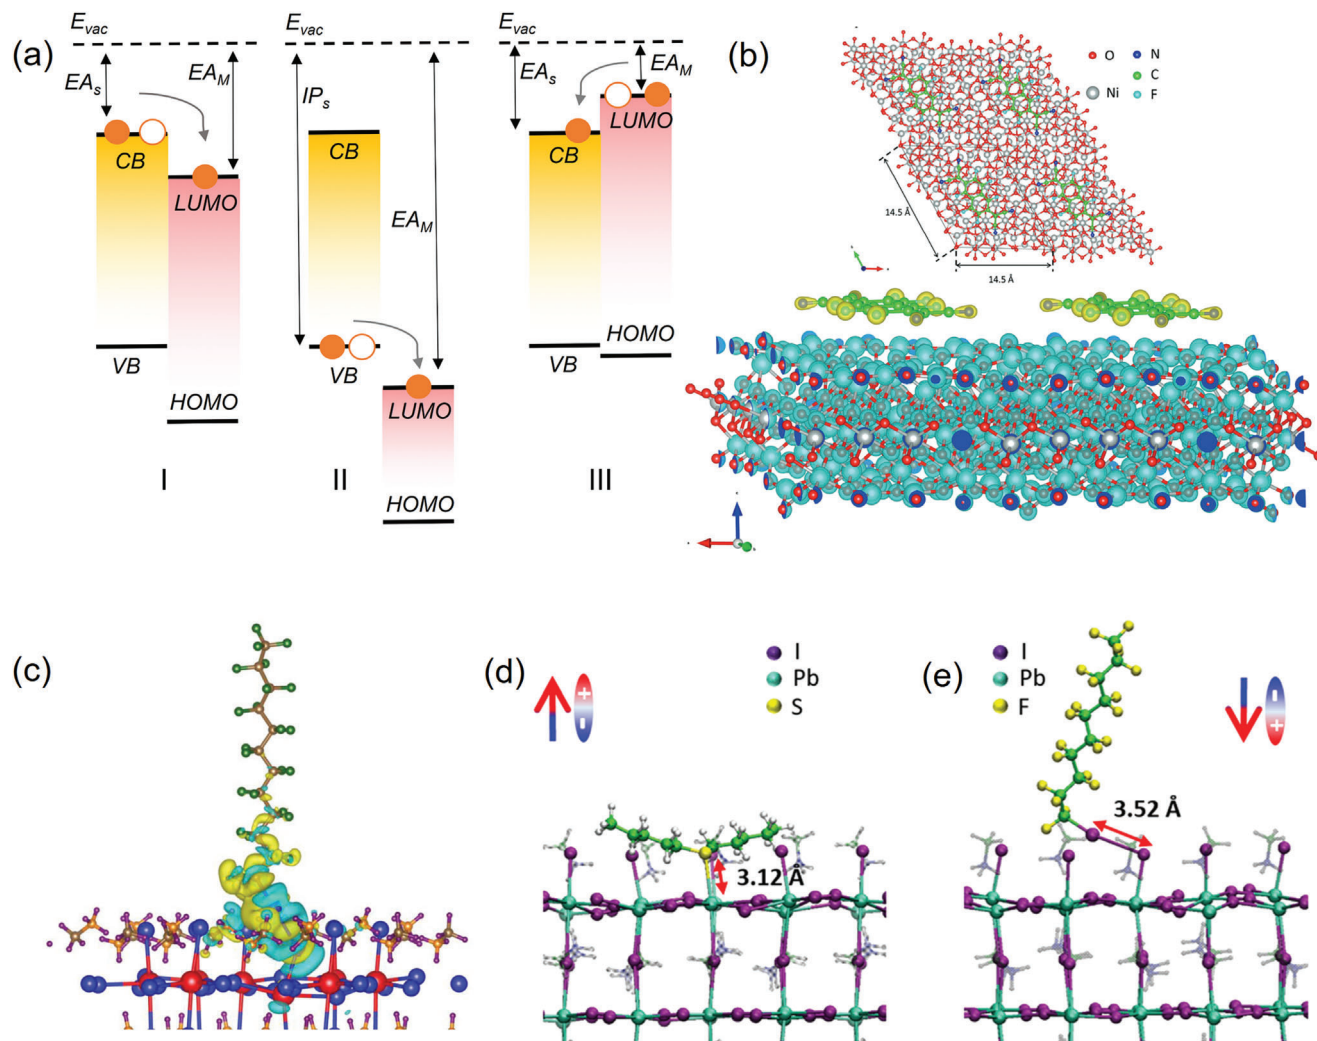 (a)
E_vac
EA_s
EA_M
CB
LUMO
VB
HOMO
I
E_vac
IP_s
EA_M
CB
VB
LUMO
HOMO
II
E_vac
EA_s
EA_M
LUMO
CB
HOMO
VB
III
(b)
O
N
C
Ni
F
14.5 Å
14.5 Å
(c)
(d)
+
-
I
Pb
S
3.12 Å
(e)
I
Pb
F
-
+
3.52 Å